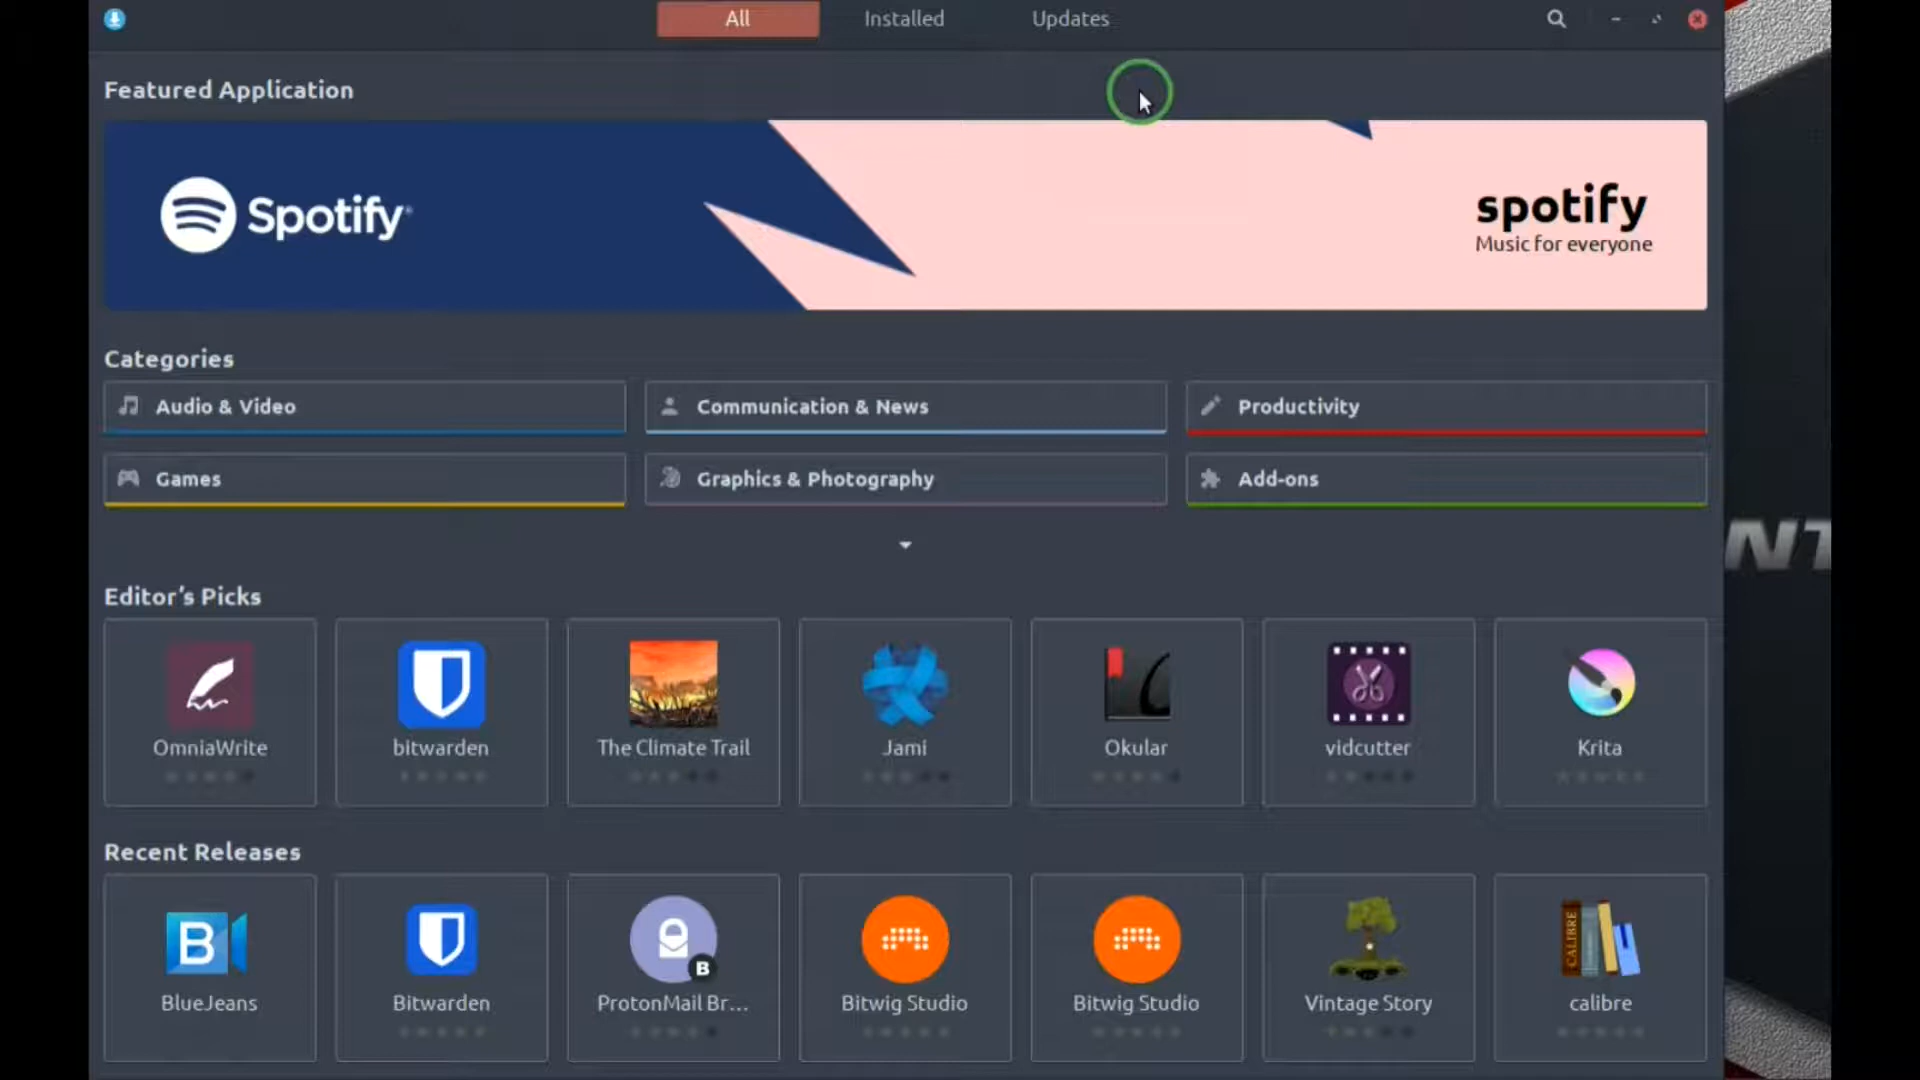 All
Installed
Updates
Featured Application
Spotify
spotify
Music for everyone
Categories
Audio & Video
Communication & News
Productivity
Games
Graphics & Photography
Add-ons
NT
Editor's Picks
OmniaWrite
bitwarden
The Climate Trail
Jami
Okular
vidcutter
Krita
Recent Releases
B
B
CALIBRE
BlueJeans
Bitwarden
ProtonMail Br...
Bitwig Studio
Bitwig Studio
Vintage Story
calibre